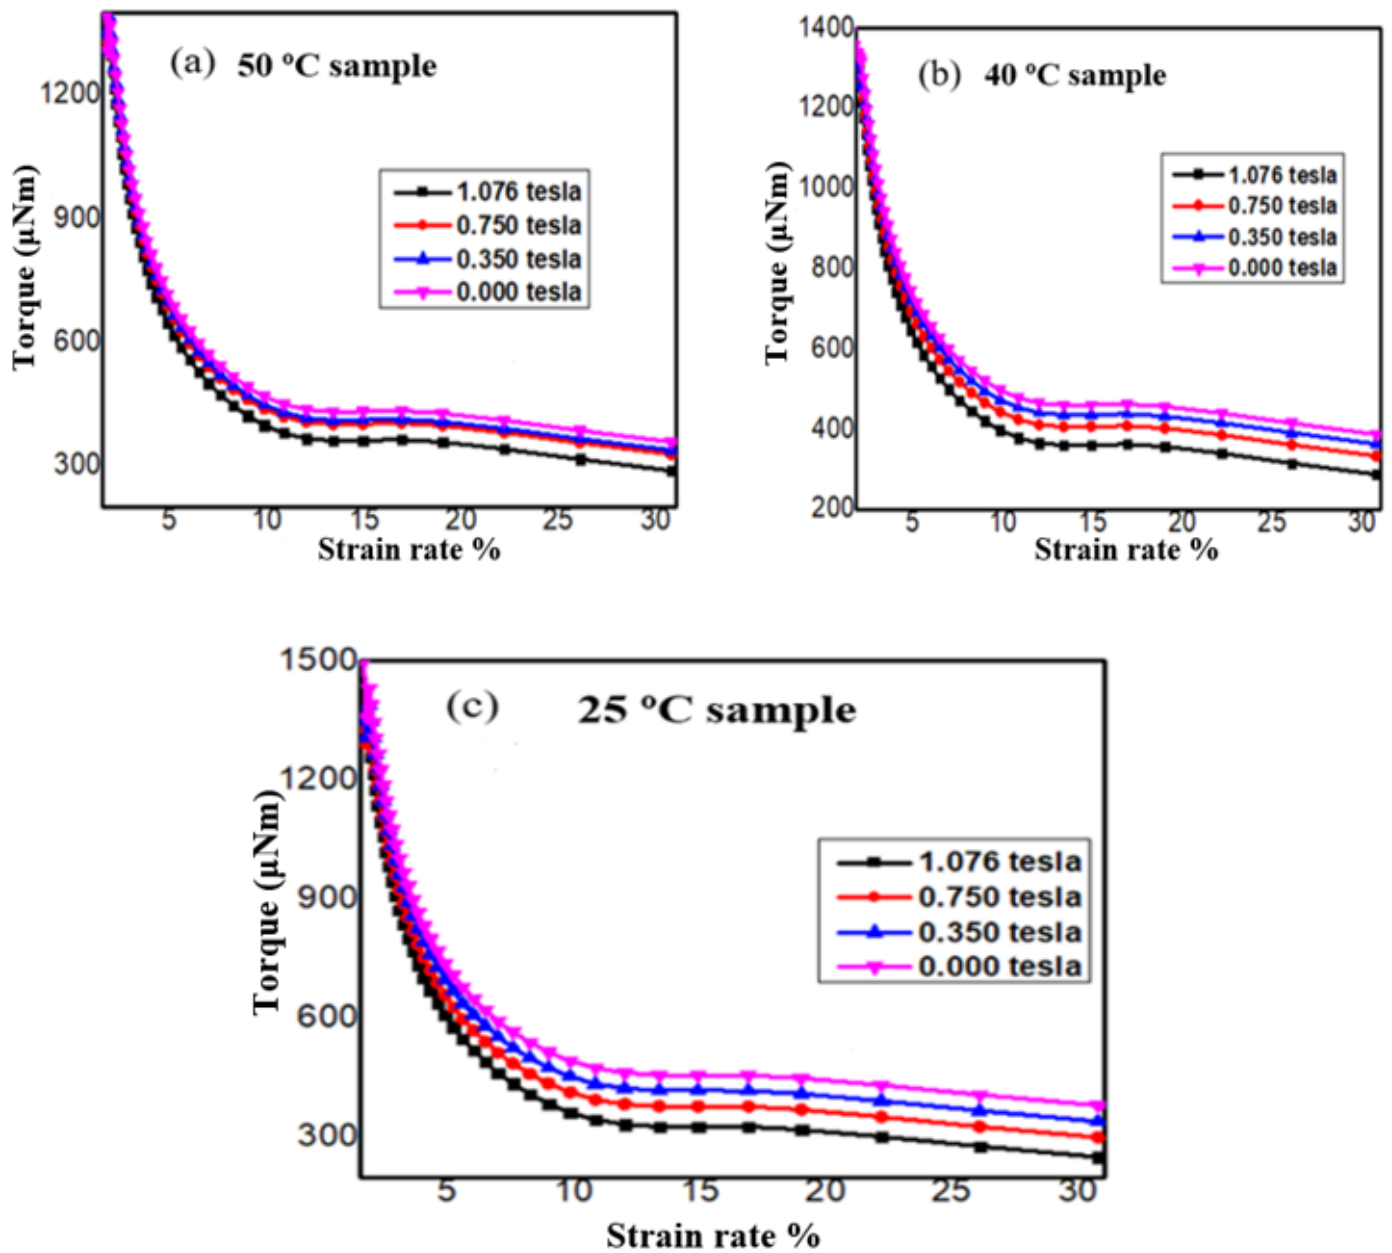 (a) 50 ºC sample
1200
900
600
300
Torque (µNm)
1.076 tesla
0.750 tesla
0.350 tesla
0.000 tesla
5 10 15 20 25 30
Strain rate %
(b) 40 ºC sample
1400
1200
1000
800
600
400
200
Torque (µNm)
1.076 tesla
0.750 tesla
0.350 tesla
0.000 tesla
5 10 15 20 25 30
Strain rate %
(c) 25 ºC sample
1500
1200
900
600
300
Torque (µNm)
1.076 tesla
0.750 tesla
0.350 tesla
0.000 tesla
5 10 15 20 25 30
Strain rate %